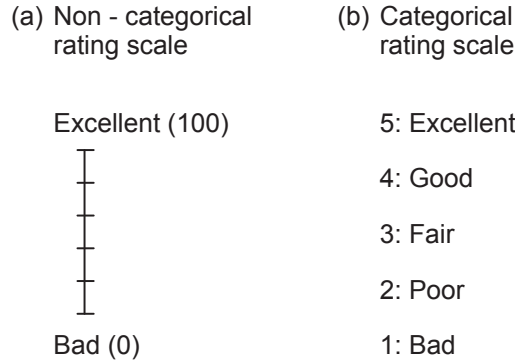 (a) Non - categorical
rating scale
Excellent (100)
Bad (0)
(b) Categorical
rating scale
5: Excellent
4: Good
3: Fair
2: Poor
1: Bad